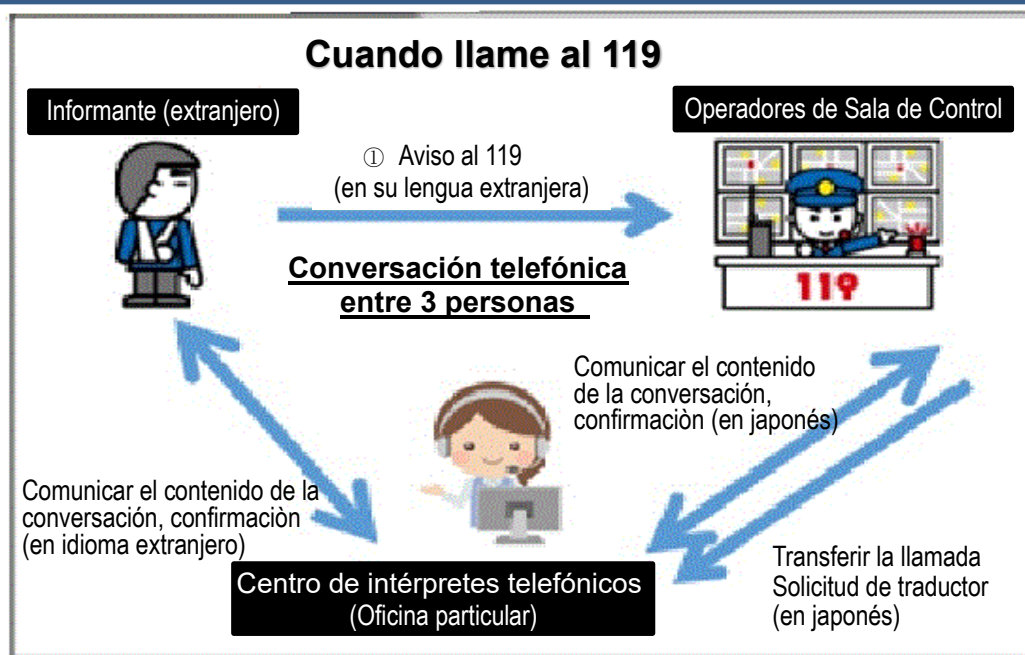 Cuando llame al 119
Informante (extranjero)
Operadores de Sala de Control
① Aviso al 119
(en su lengua extranjera)
119
Conversación telefónica
entre 3 personas
Comunicar el contenido
de la conversación,
confirmaciòn (en japonés)
Comunicar el contenido de la
conversación, confirmaciòn
(en idioma extranjero)
Transferir la llamada
Solicitud de traductor
(en japonés)
Centro de intérpretes telefónicos
(Oficina particular)